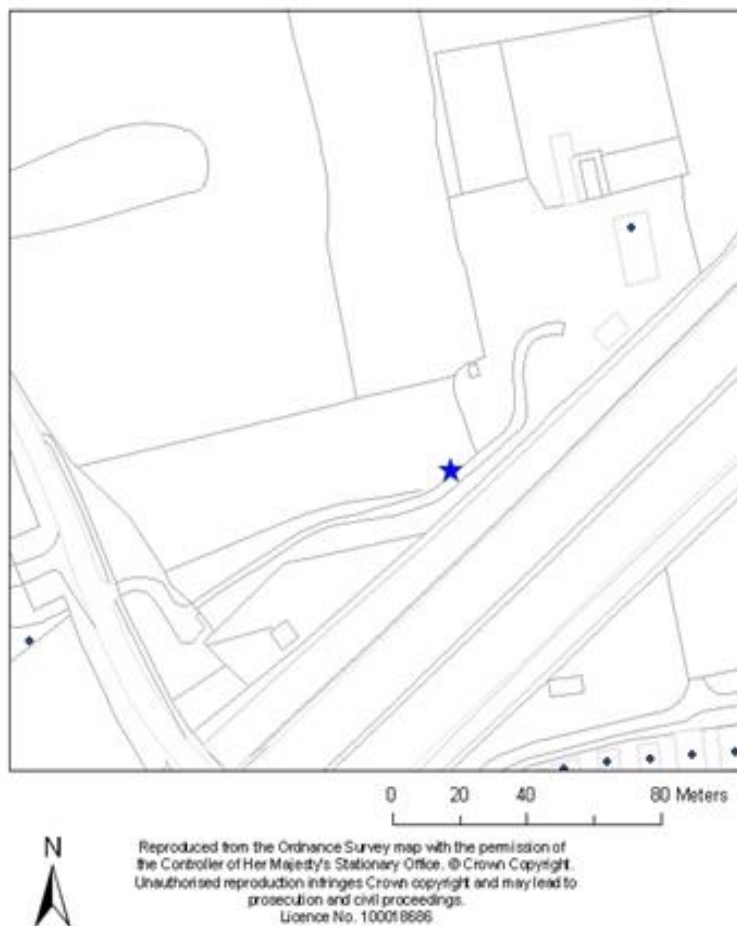 0 20 40 80 Meters
N
Reproduced from the Ordnance Survey map with the permission of
the Controller of Her Majesty's Stationary Office. © Crown Copyright.
Unauthorised reproduction infringes Crown copyright and may lead to
prosecution and civil proceedings.
Licence No. 100018686